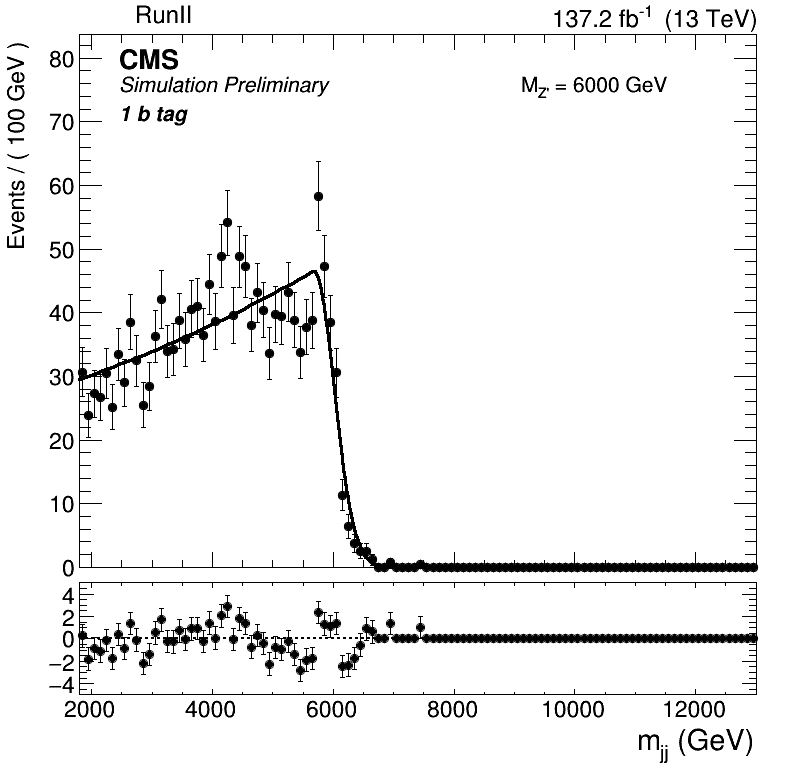 RunII 137.2 fb⁻¹ (13 TeV)
CMS
Simulation Preliminary
1 b tag
M_Z' = 6000 GeV
Events / ( 100 GeV )
80
70
60
50
40
30
20
10
0
4
2
0
−2
−4
2000 4000 6000 8000 10000 12000
m_jj (GeV)